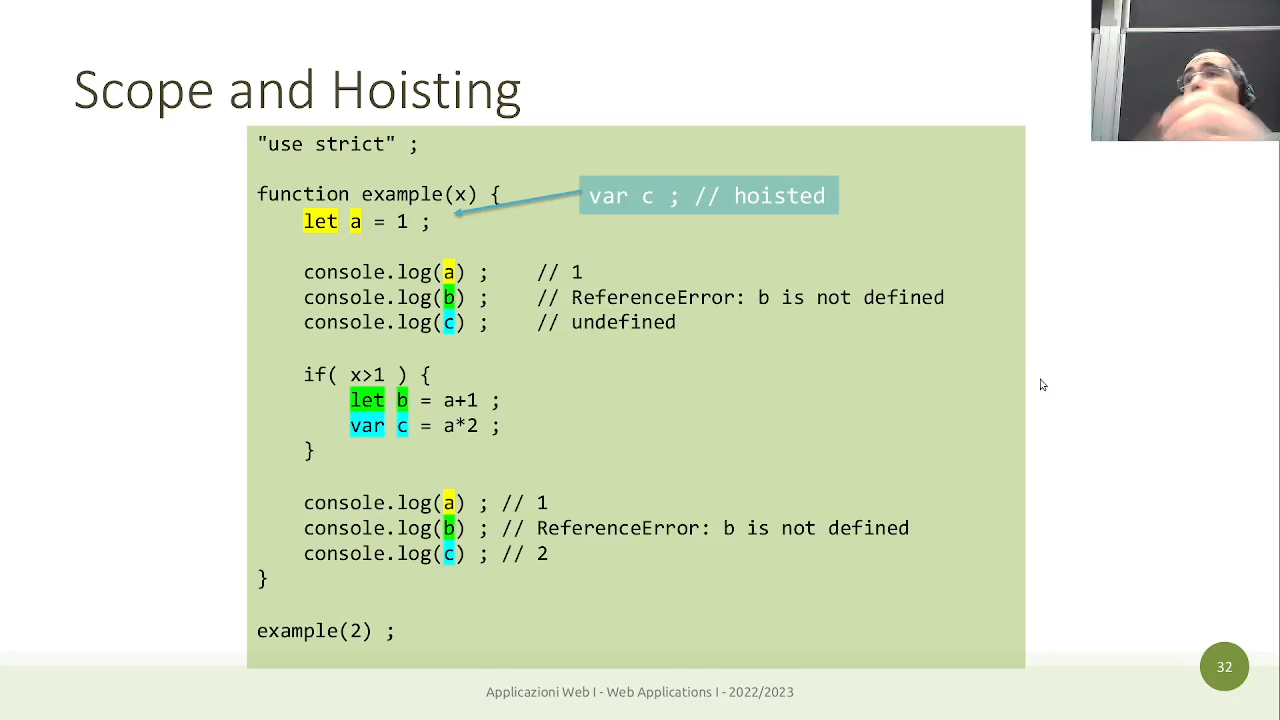 Scope and Hoisting
"use strict" ;
function example(x) {
var c ; // hoisted
let a = 1 ;
console.log(a) ; // 1
console.log(b) ; // ReferenceError: b is not defined
console.log(c) ; // undefined
if( x>1 ) {
let b = a+1 ;
var c = a*2 ;
}
console.log(a) ; // 1
console.log(b) ; // ReferenceError: b is not defined
console.log(c) ; // 2
}
example(2) ;
Applicazioni Web I - Web Applications I - 2022/2023
32